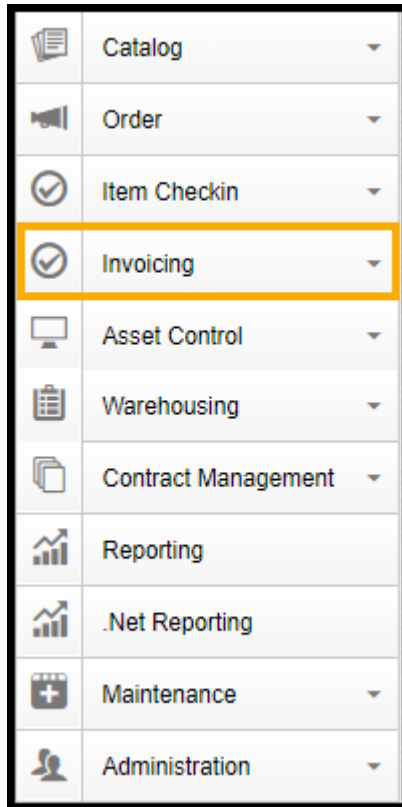 Catalog
Order
Item Checkin
Invoicing
Asset Control
Warehousing
Contract Management
Reporting
.Net Reporting
Maintenance
Administration